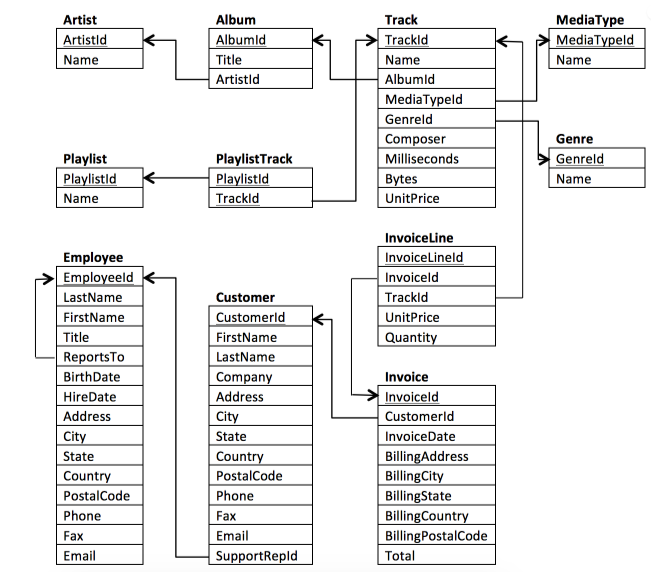 Artist
ArtistId
Name
Album
AlbumId
Title
ArtistId
Track
TrackId
Name
AlbumId
MediaTypeId
GenreId
Composer
Milliseconds
Bytes
UnitPrice
MediaType
MediaTypeId
Name
Genre
GenreId
Name
Playlist
PlaylistId
Name
PlaylistTrack
PlaylistId
TrackId
InvoiceLine
InvoiceLineId
InvoiceId
TrackId
UnitPrice
Quantity
Employee
EmployeeId
LastName
FirstName
Title
ReportsTo
BirthDate
HireDate
Address
City
State
Country
PostalCode
Phone
Fax
Email
Customer
CustomerId
FirstName
LastName
Company
Address
City
State
Country
PostalCode
Phone
Fax
Email
SupportRepId
Invoice
InvoiceId
CustomerId
InvoiceDate
BillingAddress
BillingCity
BillingState
BillingCountry
BillingPostalCode
Total